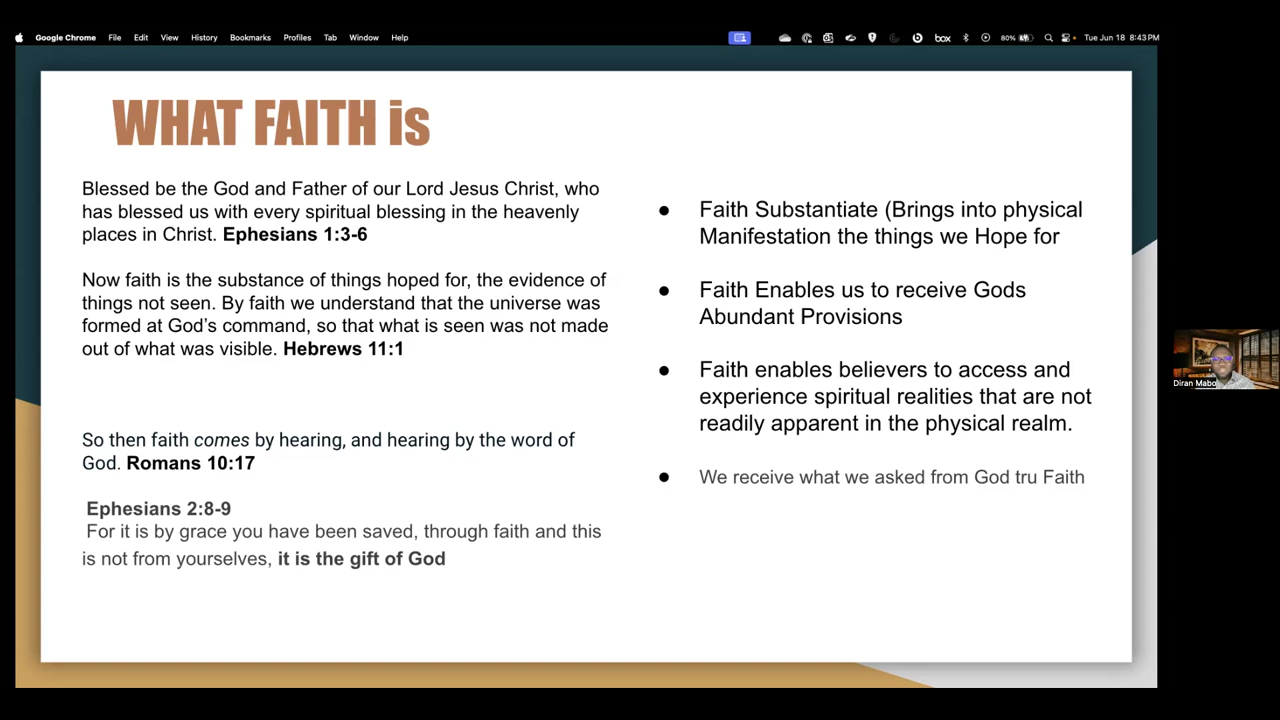 Google Chrome File Edit View History Bookmarks Profiles Tab Window Help
box 80% Tue Jun 18 8:43 PM
WHAT FAITH is
Blessed be the God and Father of our Lord Jesus Christ, who
has blessed us with every spiritual blessing in the heavenly
places in Christ. Ephesians 1:3-6
Now faith is the substance of things hoped for, the evidence of
things not seen. By faith we understand that the universe was
formed at God’s command, so that what is seen was not made
out of what was visible. Hebrews 11:1
So then faith comes by hearing, and hearing by the word of
God. Romans 10:17
Ephesians 2:8-9
For it is by grace you have been saved, through faith and this
is not from yourselves, it is the gift of God
● Faith Substantiate (Brings into physical
Manifestation the things we Hope for
● Faith Enables us to receive Gods
Abundant Provisions
● Faith enables believers to access and
experience spiritual realities that are not
readily apparent in the physical realm.
● We receive what we asked from God tru Faith
Diran Mabo